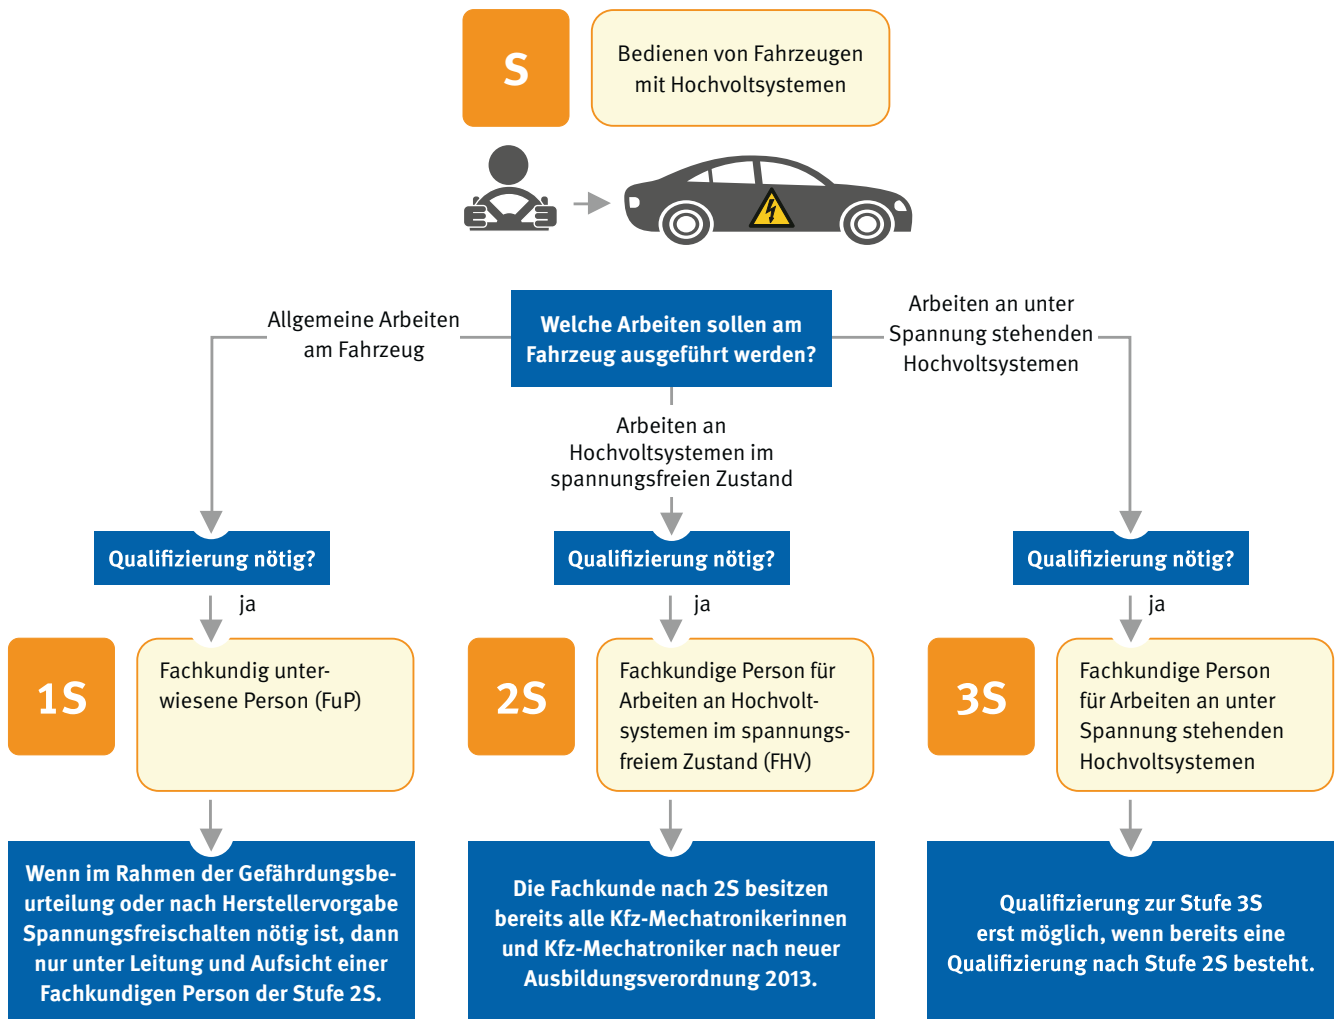 S
Bedienen von Fahrzeugen
mit Hochvoltsystemen
Welche Arbeiten sollen am
Fahrzeug ausgeführt werden?
Allgemeine Arbeiten
am Fahrzeug
Arbeiten an
Hochvoltsystemen im
spannungsfreien Zustand
Arbeiten an unter
Spannung stehenden
Hochvoltsystemen
Qualifizierung nötig?
ja
1S
Fachkundig unter-
wiesene Person (FuP)
Wenn im Rahmen der Gefährdungsbe-
urteilung oder nach Herstellervorgabe
Spannungsfreischalten nötig ist, dann
nur unter Leitung und Aufsicht einer
Fachkundigen Person der Stufe 2S.
Qualifizierung nötig?
ja
2S
Fachkundige Person für
Arbeiten an Hochvolt-
systemen im spannungs-
freiem Zustand (FHV)
Die Fachkunde nach 2S besitzen
bereits alle Kfz-Mechatronikerinnen
und Kfz-Mechatroniker nach neuer
Ausbildungsverordnung 2013.
Qualifizierung nötig?
ja
3S
Fachkundige Person
für Arbeiten an unter
Spannung stehenden
Hochvoltsystemen
Qualifizierung zur Stufe 3S
erst möglich, wenn bereits eine
Qualifizierung nach Stufe 2S besteht.